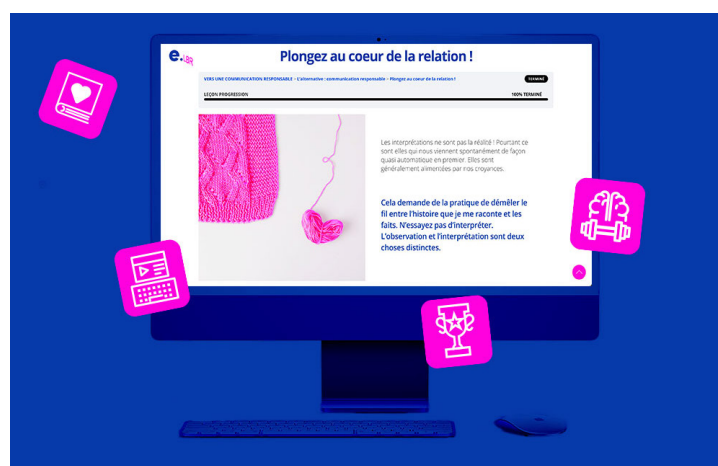 e.LBR
Plongez au coeur de la relation !
VERS UNE COMMUNICATION RESPONSABLE > L'alternative : communication responsable > Plongez au coeur de la relation !
TERMINÉ
LEÇON PROGRESSION
100% TERMINÉ
Les interprétations ne sont pas la réalité ! Pourtant ce
sont elles qui nous viennent spontanément de façon
quasi automatique en premier. Elles sont
généralement alimentées par nos croyances.
Cela demande de la pratique de démêler le
fil entre l'histoire que je me raconte et les
faits. N'essayez pas d'interpréter.
L'observation et l'interprétation sont deux
choses distinctes.